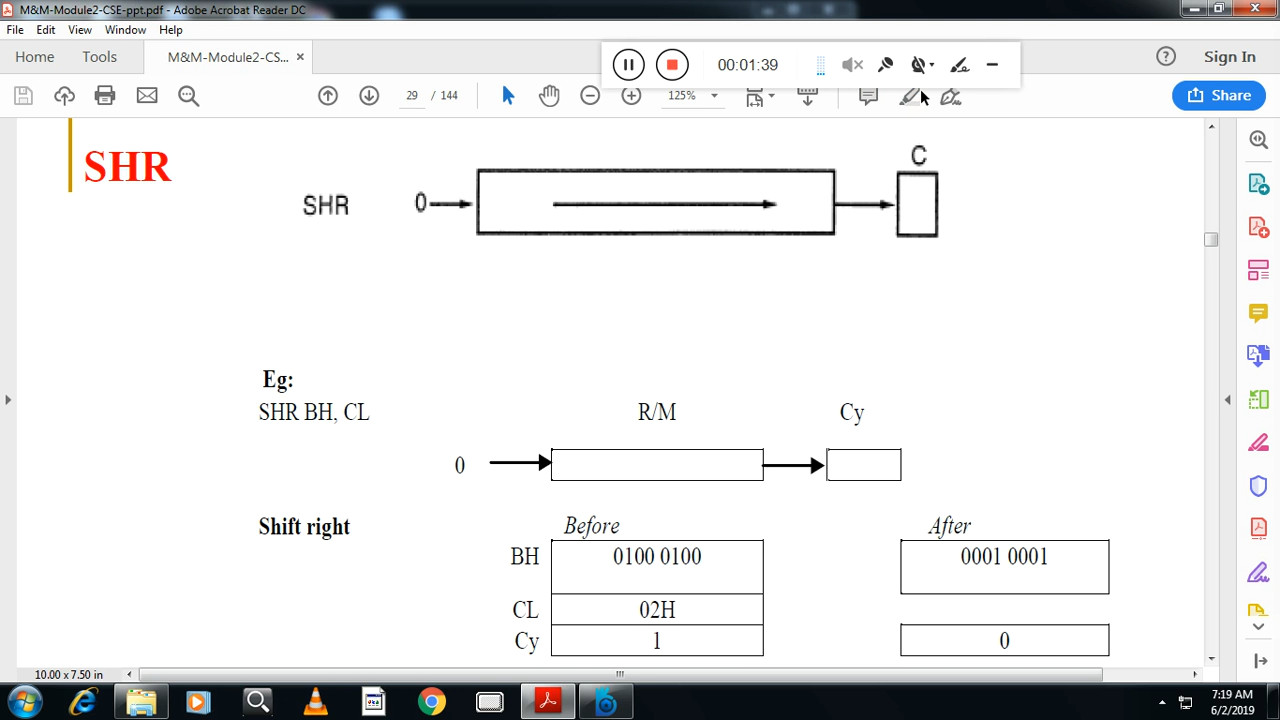 M&M-Module2-CSE-ppt.pdf - Adobe Acrobat Reader DC
File Edit View Window Help
Home Tools M&M-Module2-CS... × 00:01:39 Sign In
29 / 144 125% Share
SHR
C
SHR 0
Eg:
SHR BH, CL R/M Cy
0
Shift right Before After
BH 0100 0100 0001 0001
CL 02H
Cy 1 0
10.00 x 7.50 in
7:19 AM
6/2/2019